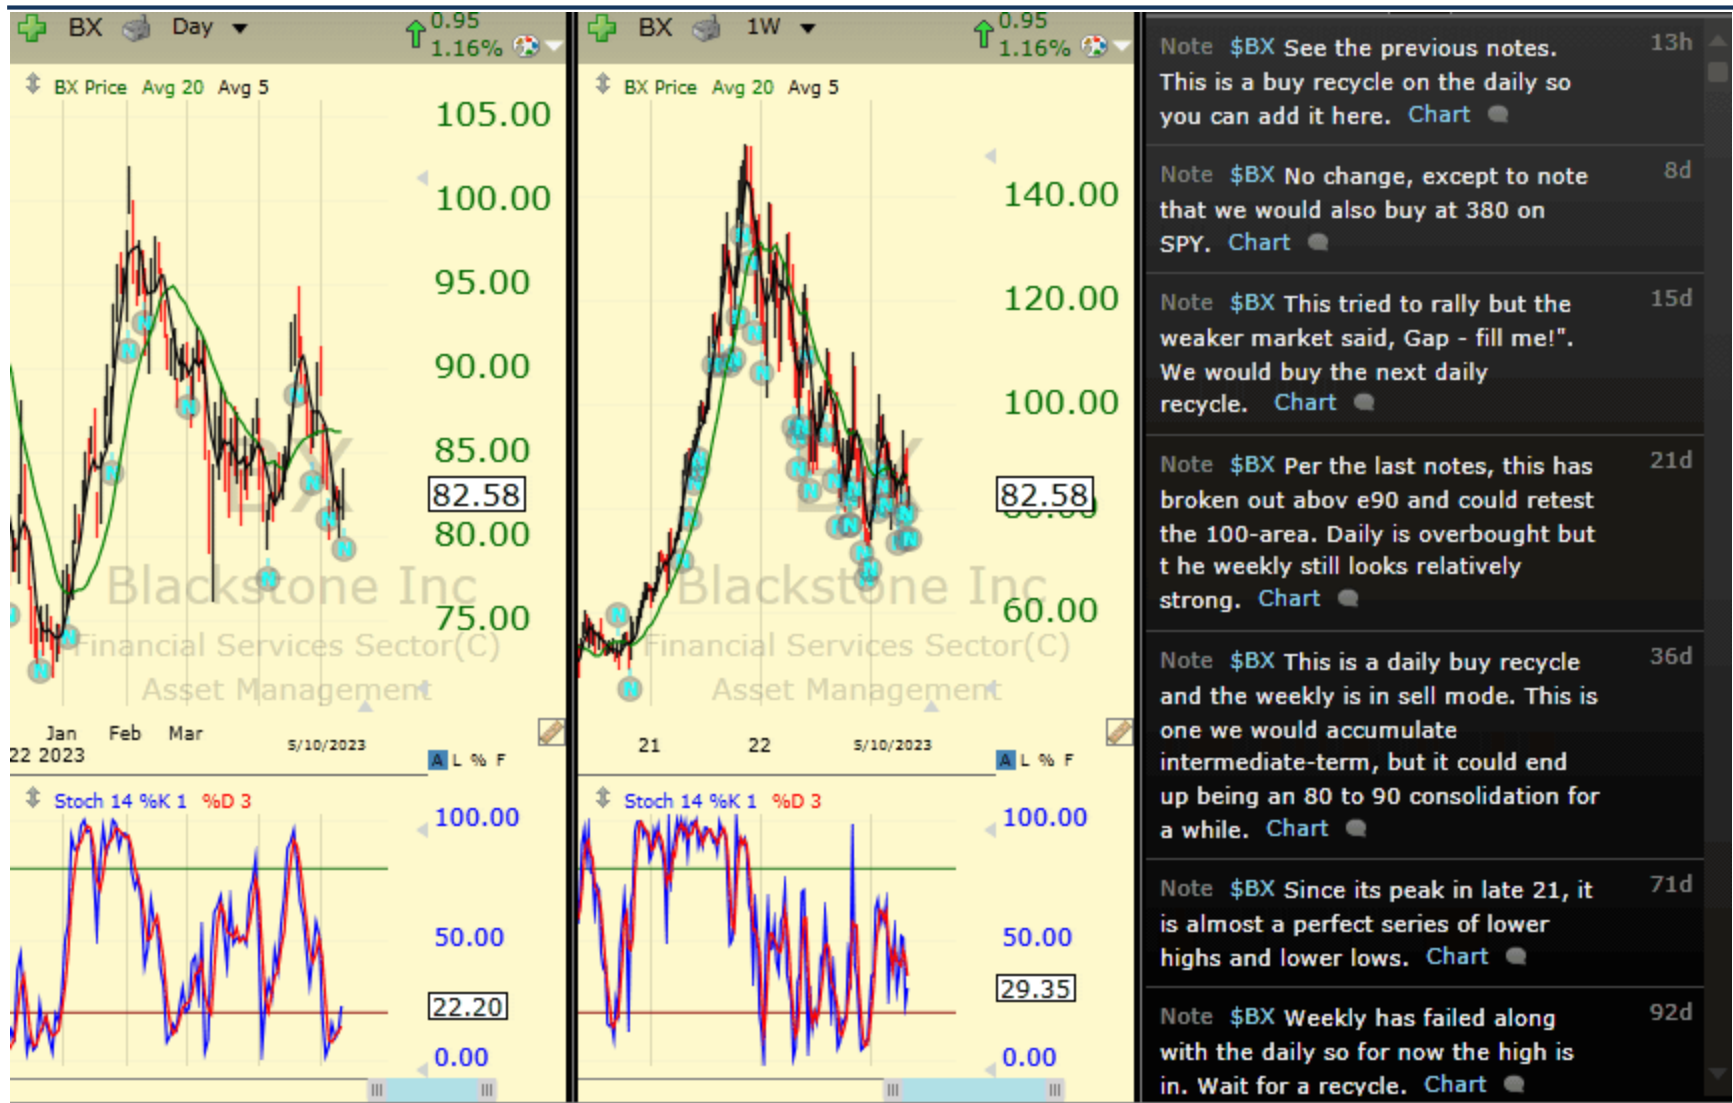 BX Day 0.95
1.16%
BX Price Avg 20 Avg 5
105.00
100.00
95.00
90.00
85.00
82.58
80.00
75.00
BX
Blackstone Inc
Financial Services Sector(C)
Asset Management
Jan Feb Mar 5/10/2023
22 2023
A L % F
Stoch 14 %K 1 %D 3
100.00
50.00
22.20
0.00
BX 1W 0.95
1.16%
BX Price Avg 20 Avg 5
140.00
120.00
100.00
82.58
60.00
BX
Blackstone Inc
Financial Services Sector(C)
Asset Management
21 22 5/10/2023
A L % F
Stoch 14 %K 1 %D 3
100.00
50.00
29.35
0.00
Note $BX See the previous notes. 13h
This is a buy recycle on the daily so
you can add it here. Chart
Note $BX No change, except to note 8d
that we would also buy at 380 on
SPY. Chart
Note $BX This tried to rally but the 15d
weaker market said, Gap - fill me!".
We would buy the next daily
recycle. Chart
Note $BX Per the last notes, this has 21d
broken out abov e90 and could retest
the 100-area. Daily is overbought but
t he weekly still looks relatively
strong. Chart
Note $BX This is a daily buy recycle 36d
and the weekly is in sell mode. This is
one we would accumulate
intermediate-term, but it could end
up being an 80 to 90 consolidation for
a while. Chart
Note $BX Since its peak in late 21, it 71d
is almost a perfect series of lower
highs and lower lows. Chart
Note $BX Weekly has failed along 92d
with the daily so for now the high is
in. Wait for a recycle. Chart